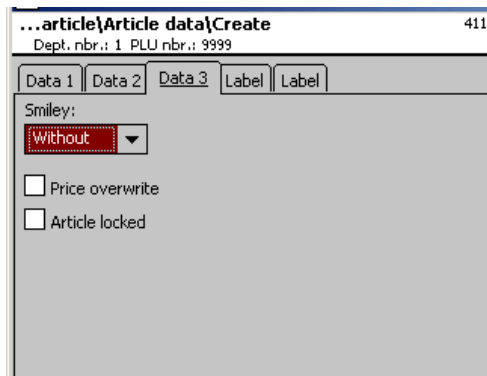 ...article\Article data\Create 411
Dept. nbr.: 1 PLU nbr.: 9999
Data 1 Data 2 Data 3 Label Label
Smiley:
Without
Price overwrite
Article locked